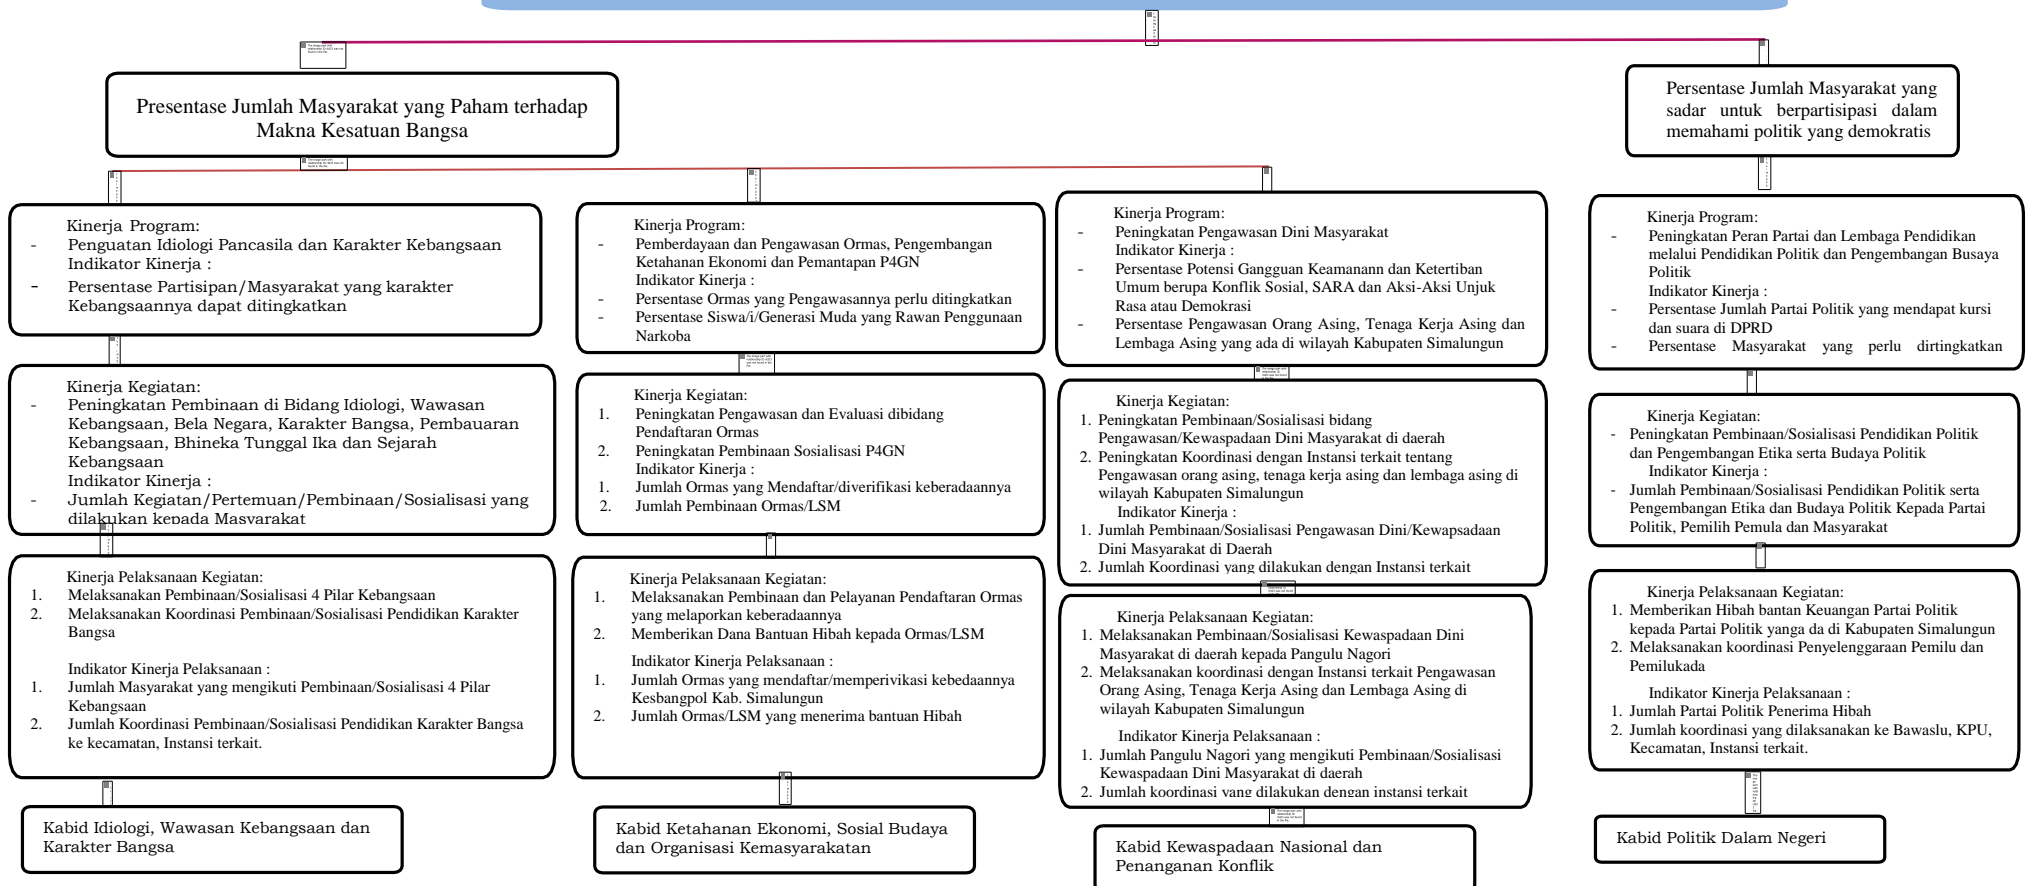 Presentase Jumlah Masyarakat yang Paham terhadap
Makna Kesatuan Bangsa
Persentase Jumlah Masyarakat yang
sadar untuk berpartisipasi dalam
memahami politik yang demokratis
Kinerja Program:
- Penguatan Idiologi Pancasila dan Karakter Kebangsaan
Indikator Kinerja :
- Persentase Partisipan/Masyarakat yang karakter
Kebangsaannya dapat ditingkatkan
Kinerja Kegiatan:
- Peningkatan Pembinaan di Bidang Idiologi, Wawasan
Kebangsaan, Bela Negara, Karakter Bangsa, Pembauaran
Kebangsaan, Bhineka Tunggal Ika dan Sejarah
Kebangsaan
Indikator Kinerja :
- Jumlah Kegiatan/Pertemuan/Pembinaan/Sosialisasi yang
dilakukan kepada Masyarakat
Kinerja Pelaksanaan Kegiatan:
1. Melaksanakan Pembinaan/Sosialisasi 4 Pilar Kebangsaan
2. Melaksanakan Koordinasi Pembinaan/Sosialisasi Pendidikan Karakter
Bangsa
Indikator Kinerja Pelaksanaan :
1. Jumlah Masyarakat yang mengikuti Pembinaan/Sosialisasi 4 Pilar
Kebangsaan
2. Jumlah Koordinasi Pembinaan/Sosialisasi Pendidikan Karakter Bangsa
ke kecamatan, Instansi terkait.
Kabid Idiologi, Wawasan Kebangsaan dan
Karakter Bangsa
Kinerja Program:
- Pemberdayaan dan Pengawasan Ormas, Pengembangan
Ketahanan Ekonomi dan Pemantapan P4GN
Indikator Kinerja :
- Persentase Ormas yang Pengawasannya perlu ditingkatkan
- Persentase Siswa/i/Generasi Muda yang Rawan Penggunaan
Narkoba
Kinerja Kegiatan:
1. Peningkatan Pengawasan dan Evaluasi dibidang
Pendaftaran Ormas
2. Peningkatan Pembinaan Sosialisasi P4GN
Indikator Kinerja :
1. Jumlah Ormas yang Mendaftar/diverifikasi keberadaannya
2. Jumlah Pembinaan Ormas/LSM
Kinerja Pelaksanaan Kegiatan:
1. Melaksanakan Pembinaan dan Pelayanan Pendaftaran Ormas
yang melaporkan keberadaannya
2. Memberikan Dana Bantuan Hibah kepada Ormas/LSM
Indikator Kinerja Pelaksanaan :
1. Jumlah Ormas yang mendaftar/memperivikasi kebedaannya
Kesbangpol Kab. Simalungun
2. Jumlah Ormas/LSM yang menerima bantuan Hibah
Kabid Ketahanan Ekonomi, Sosial Budaya
dan Organisasi Kemasyarakatan
Kinerja Program:
- Peningkatan Pengawasan Dini Masyarakat
Indikator Kinerja :
- Persentase Potensi Gangguan Keamanann dan Ketertiban
Umum berupa Konflik Sosial, SARA dan Aksi-Aksi Unjuk
Rasa atau Demokrasi
- Persentase Pengawasan Orang Asing, Tenaga Kerja Asing dan
Lembaga Asing yang ada di wilayah Kabupaten Simalungun
Kinerja Kegiatan:
1. Peningkatan Pembinaan/Sosialisasi bidang
Pengawasan/Kewaspadaan Dini Masyarakat di daerah
2. Peningkatan Koordinasi dengan Instansi terkait tentang
Pengawasan orang asing, tenaga kerja asing dan lembaga asing di
wilayah Kabupaten Simalungun
Indikator Kinerja :
1. Jumlah Pembinaan/Sosialisasi Pengawasan Dini/Kewapsadaan
Dini Masyarakat di Daerah
2. Jumlah Koordinasi yang dilakukan dengan Instansi terkait
Kinerja Pelaksanaan Kegiatan:
1. Melaksanakan Pembinaan/Sosialisasi Kewaspadaan Dini
Masyarakat di daerah kepada Pangulu Nagori
2. Melaksanakan koordinasi dengan Instansi terkait Pengawasan
Orang Asing, Tenaga Kerja Asing dan Lembaga Asing di
wilayah Kabupaten Simalungun
Indikator Kinerja Pelaksanaan :
1. Jumlah Pangulu Nagori yang mengikuti Pembinaan/Sosialisasi
Kewaspadaan Dini Masyarakat di daerah
2. Jumlah koordinasi yang dilakukan dengan instansi terkait
Kabid Kewaspadaan Nasional dan
Penanganan Konflik
Kinerja Program:
- Peningkatan Peran Partai dan Lembaga Pendidikan
melalui Pendidikan Politik dan Pengembangan Busaya
Politik
Indikator Kinerja :
- Persentase Jumlah Partai Politik yang mendapat kursi
dan suara di DPRD
- Persentase Masyarakat yang perlu dirtingkatkan
Kinerja Kegiatan:
- Peningkatan Pembinaan/Sosialisasi Pendidikan Politik
dan Pengembangan Etika serta Budaya Politik
Indikator Kinerja :
- Jumlah Pembinaan/Sosialisasi Pendidikan Politik serta
Pengembangan Etika dan Budaya Politik Kepada Partai
Politik, Pemilih Pemula dan Masyarakat
Kinerja Pelaksanaan Kegiatan:
1. Memberikan Hibah bantan Keuangan Partai Politik
kepada Partai Politik yanga da di Kabupaten Simalungun
2. Melaksanakan koordinasi Penyelenggaraan Pemilu dan
Pemilukada
Indikator Kinerja Pelaksanaan :
1. Jumlah Partai Politik Penerima Hibah
2. Jumlah koordinasi yang dilaksanakan ke Bawaslu, KPU,
Kecamatan, Instansi terkait.
Kabid Politik Dalam Negeri